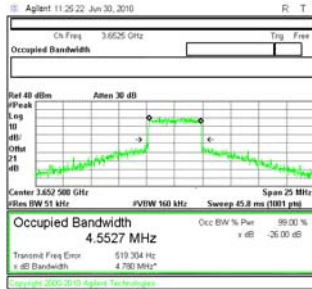 Agilent 11:25:22 Jun 30, 2010 R T
Ch Freq 3.6525 GHz Trig Free
Occupied Bandwidth
Ref 40 dBm Atten 30 dB
#Peak
Log
10
dB/
Offst
21
dB
Center 3.652 500 GHz Span 25 MHz
#Res BW 51 kHz #VBW 160 kHz Sweep 45.8 ms (1001 pts)
Occupied Bandwidth Occ BW % Pwr 99.00 %
4.5527 MHz x dB -26.00 dB
Transmit Freq Error 519.304 Hz
x dB Bandwidth 4.780 MHz*
Copyright 2000-2010 Agilent Technologies